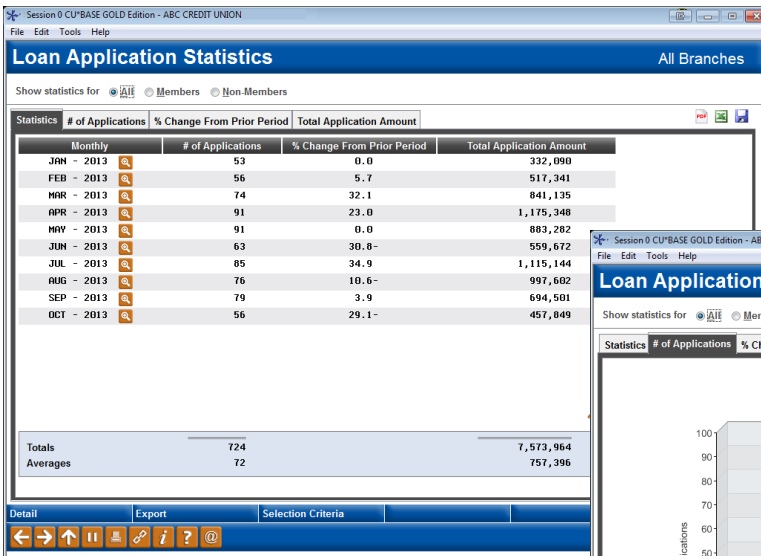 Session 0 CU*BASE GOLD Edition - ABC CREDIT UNION
File Edit Tools Help
Loan Application Statistics All Branches
Show statistics for All Members Non-Members
Statistics # of Applications % Change From Prior Period Total Application Amount
Monthly # of Applications % Change From Prior Period Total Application Amount
JAN - 2013 53 0.0 332,090
FEB - 2013 56 5.7 517,341
MAR - 2013 74 32.1 841,135
APR - 2013 91 23.0 1,175,348
MAY - 2013 91 0.0 883,282
JUN - 2013 63 30.8- 559,672
JUL - 2013 85 34.9 1,115,144
AUG - 2013 76 10.6- 997,602
SEP - 2013 79 3.9 694,501
OCT - 2013 56 29.1- 457,849
Totals 724 7,573,964
Averages 72 757,396
Detail Export Selection Criteria
Session 0 CU*BASE GOLD Edition - AB
File Edit Tools Help
Loan Application
Show statistics for All Mem
Statistics # of Applications % Ch
100
90
80
70
60
50
ications